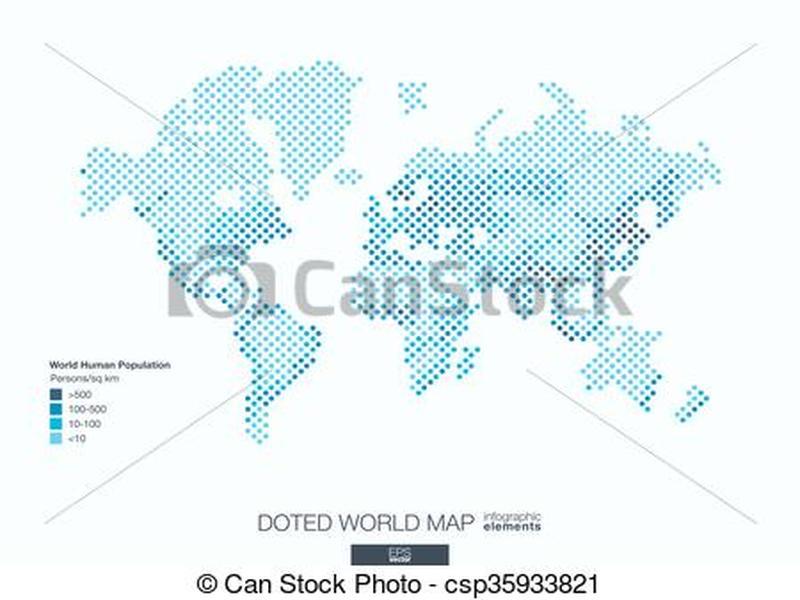 CanStock
World Human Population
Persons/sq km
>500
100-500
10-100
<10
DOTED WORLD MAP
infographic
elements
EPS
vector
© Can Stock Photo - csp35933821